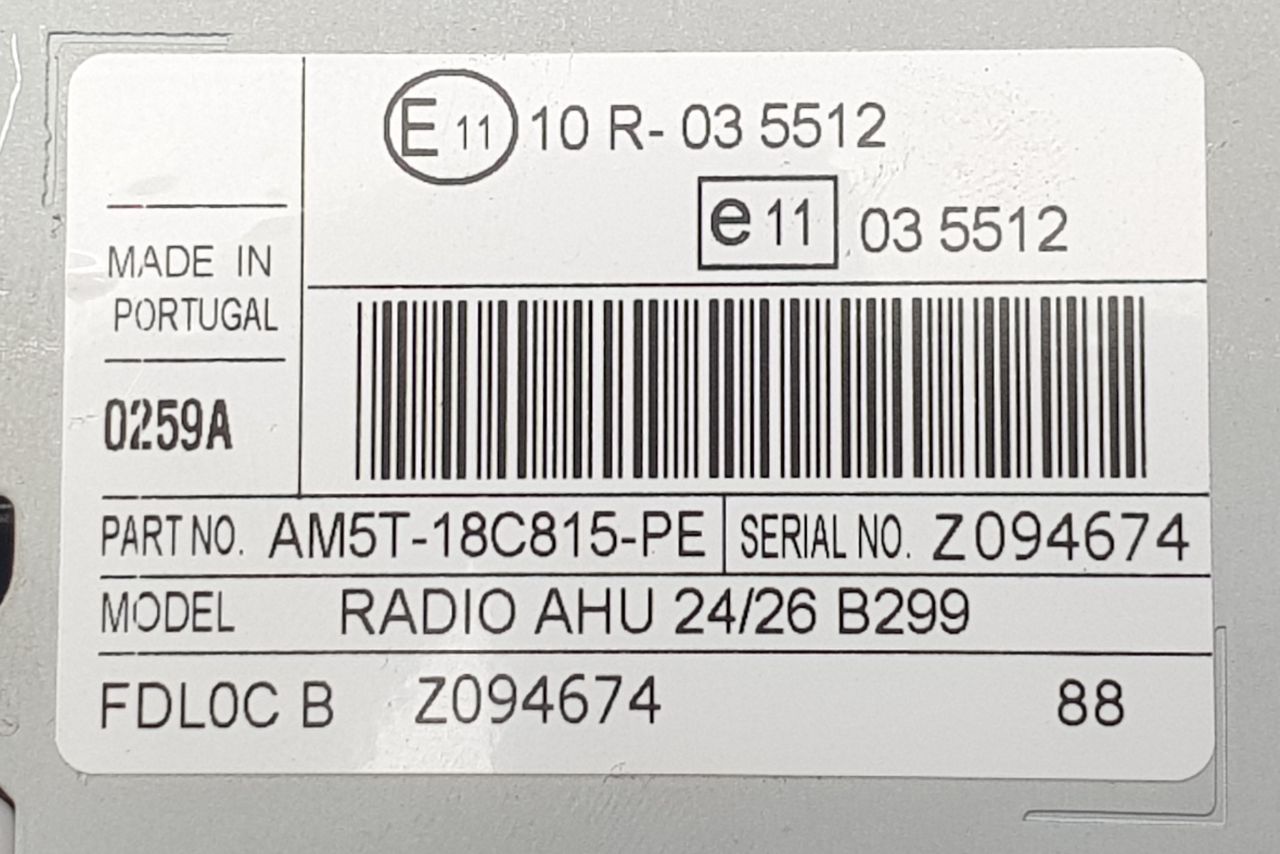 E 11 10 R- 03 5512
e 11 03 5512
MADE IN
PORTUGAL
0259A
PART NO. AM5T-18C815-PE SERIAL NO. Z094674
MODEL RADIO AHU 24/26 B299
FDLOC B Z094674 88